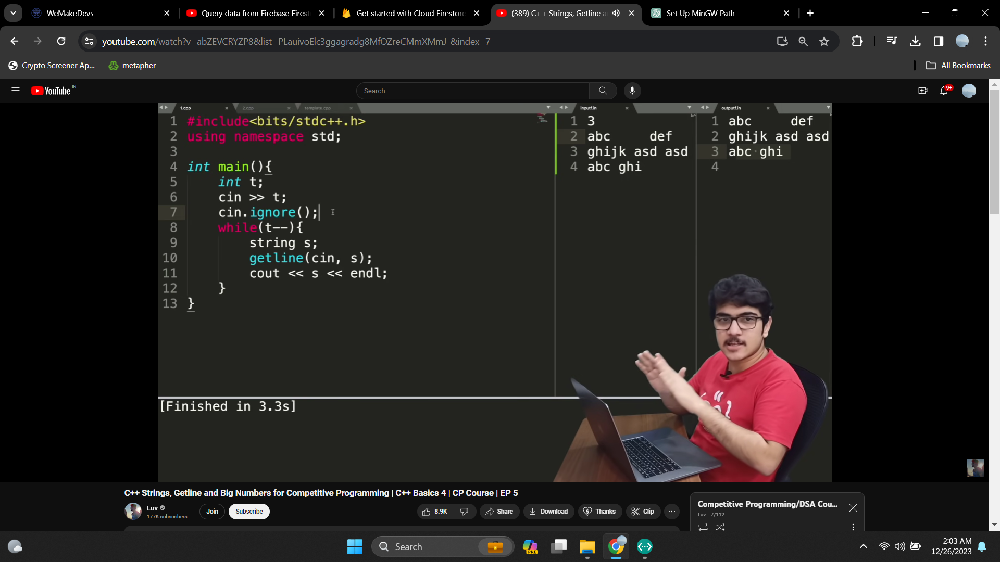 WeMakeDevs
Query data from Firebase Firest
Get started with Cloud Firestore
(389) C++ Strings, Getline a
Set Up MinGW Path
youtube.com/watch?v=abZEVCRYZP8&list=PLauivoElc3ggagradg8MfOZreCMmXMmJ-&index=7
Crypto Screener Ap...
metapher
All Bookmarks
YouTube IN
Search
9+
1.cpp
2.cpp
template.cpp
inputf.in
outputf.in
1 #include<bits/stdc++.h>
2 using namespace std;
3
4 int main(){
5 int t;
6 cin >> t;
7 cin.ignore();
8 while(t--){
9 string s;
10 getline(cin, s);
11 cout << s << endl;
12 }
13 }
1 3
2 abc def
3 ghijk asd asd
4 abc ghi
1 abc def
2 ghijk asd asd
3 abc ghi
4
[Finished in 3.3s]
C++ Strings, Getline and Big Numbers for Competitive Programming | C++ Basics 4 | CP Course | EP 5
Luv
177K subscribers
Join
Subscribe
8.9K
Share
Download
Thanks
Clip
Competitive Programming/DSA Cou...
Luv - 7/112
Search
PRE
2:03 AM
12/26/2023